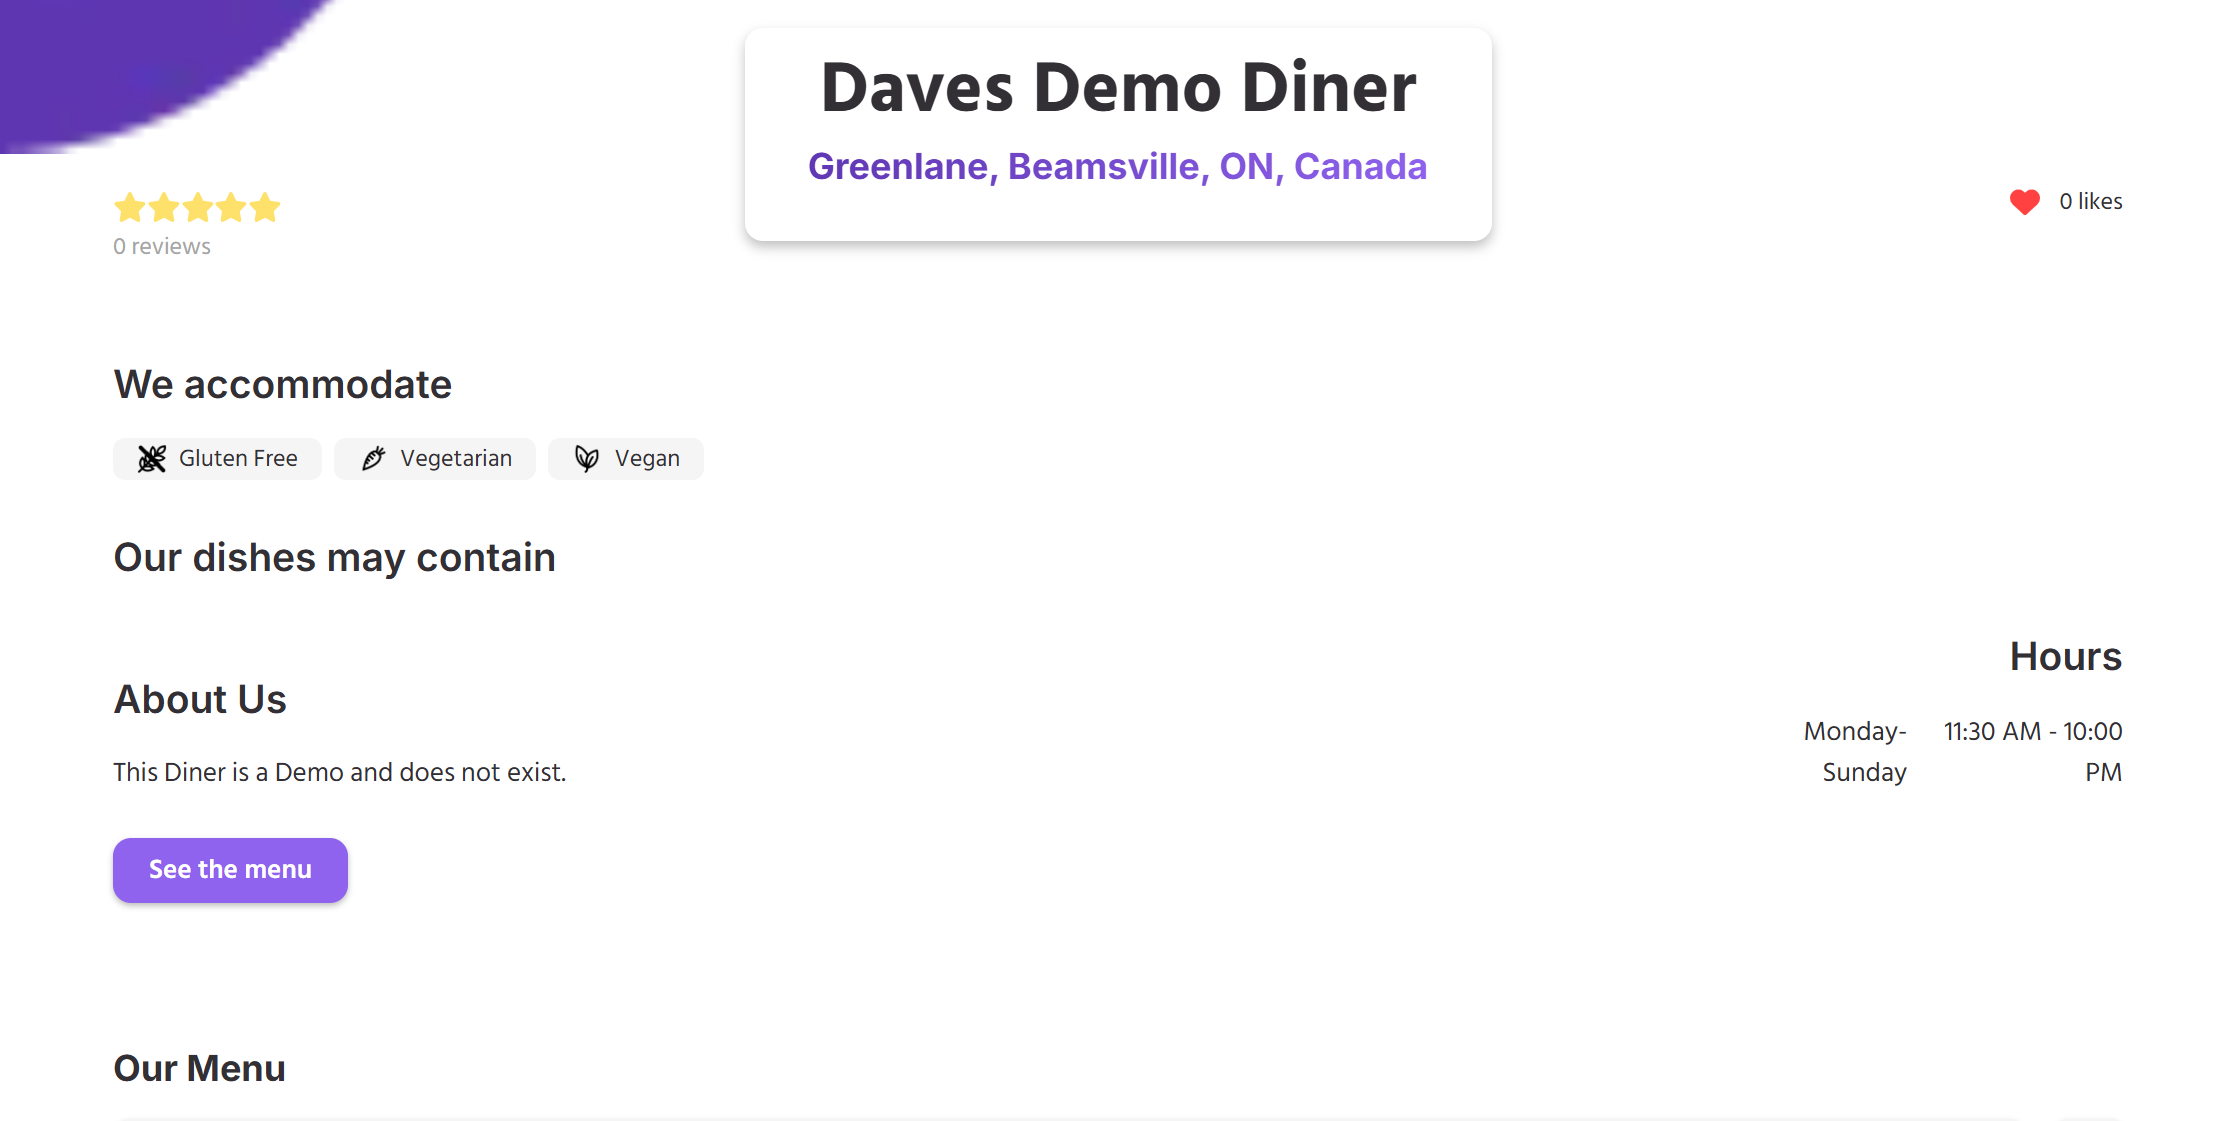 Daves Demo Diner
Greenlane, Beamsville, ON, Canada
0 reviews
0 likes
We accommodate
Gluten Free
Vegetarian
Vegan
Our dishes may contain
About Us
This Diner is a Demo and does not exist.
See the menu
Hours
Monday- 11:30 AM - 10:00
Sunday PM
Our Menu